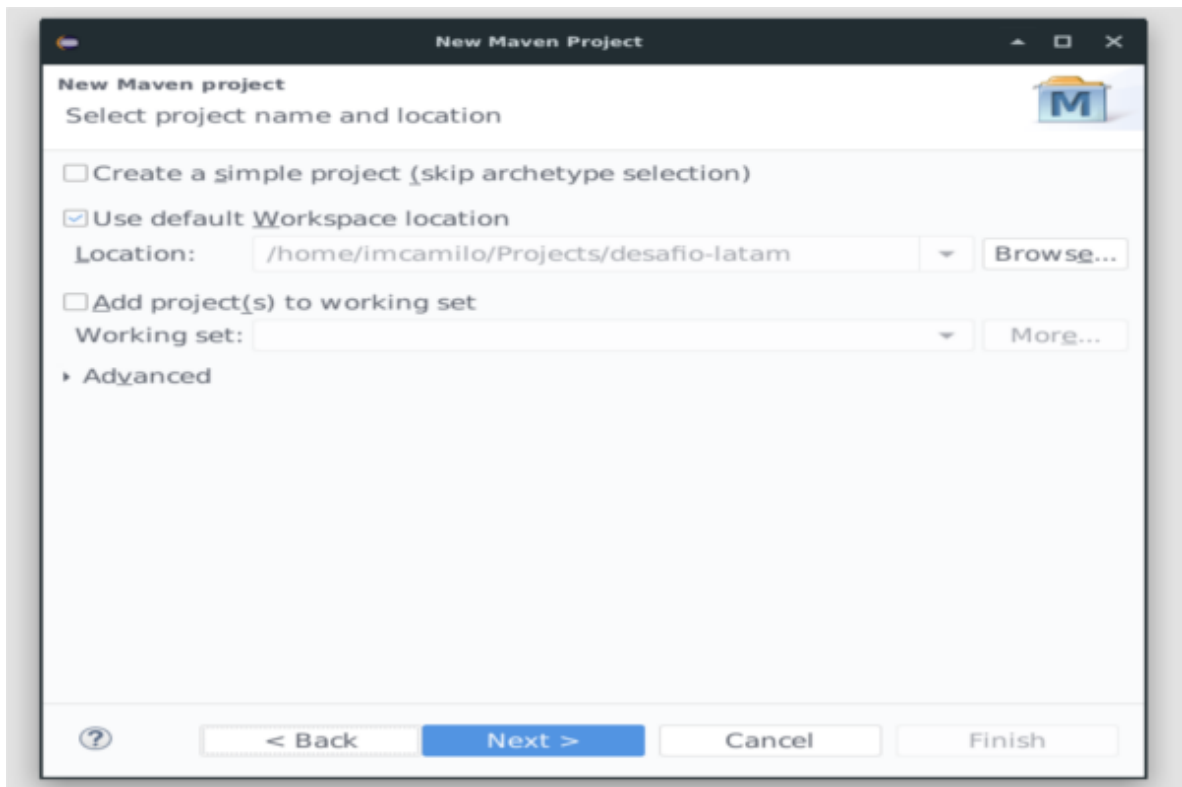 New Maven Project
New Maven project
Select project name and location
M
Create a simple project (skip archetype selection)
Use default Workspace location
Location: /home/imcamilo/Projects/desafio-latam Browse...
Add project(s) to working set
Working set: More...
Advanced
? < Back Next > Cancel Finish